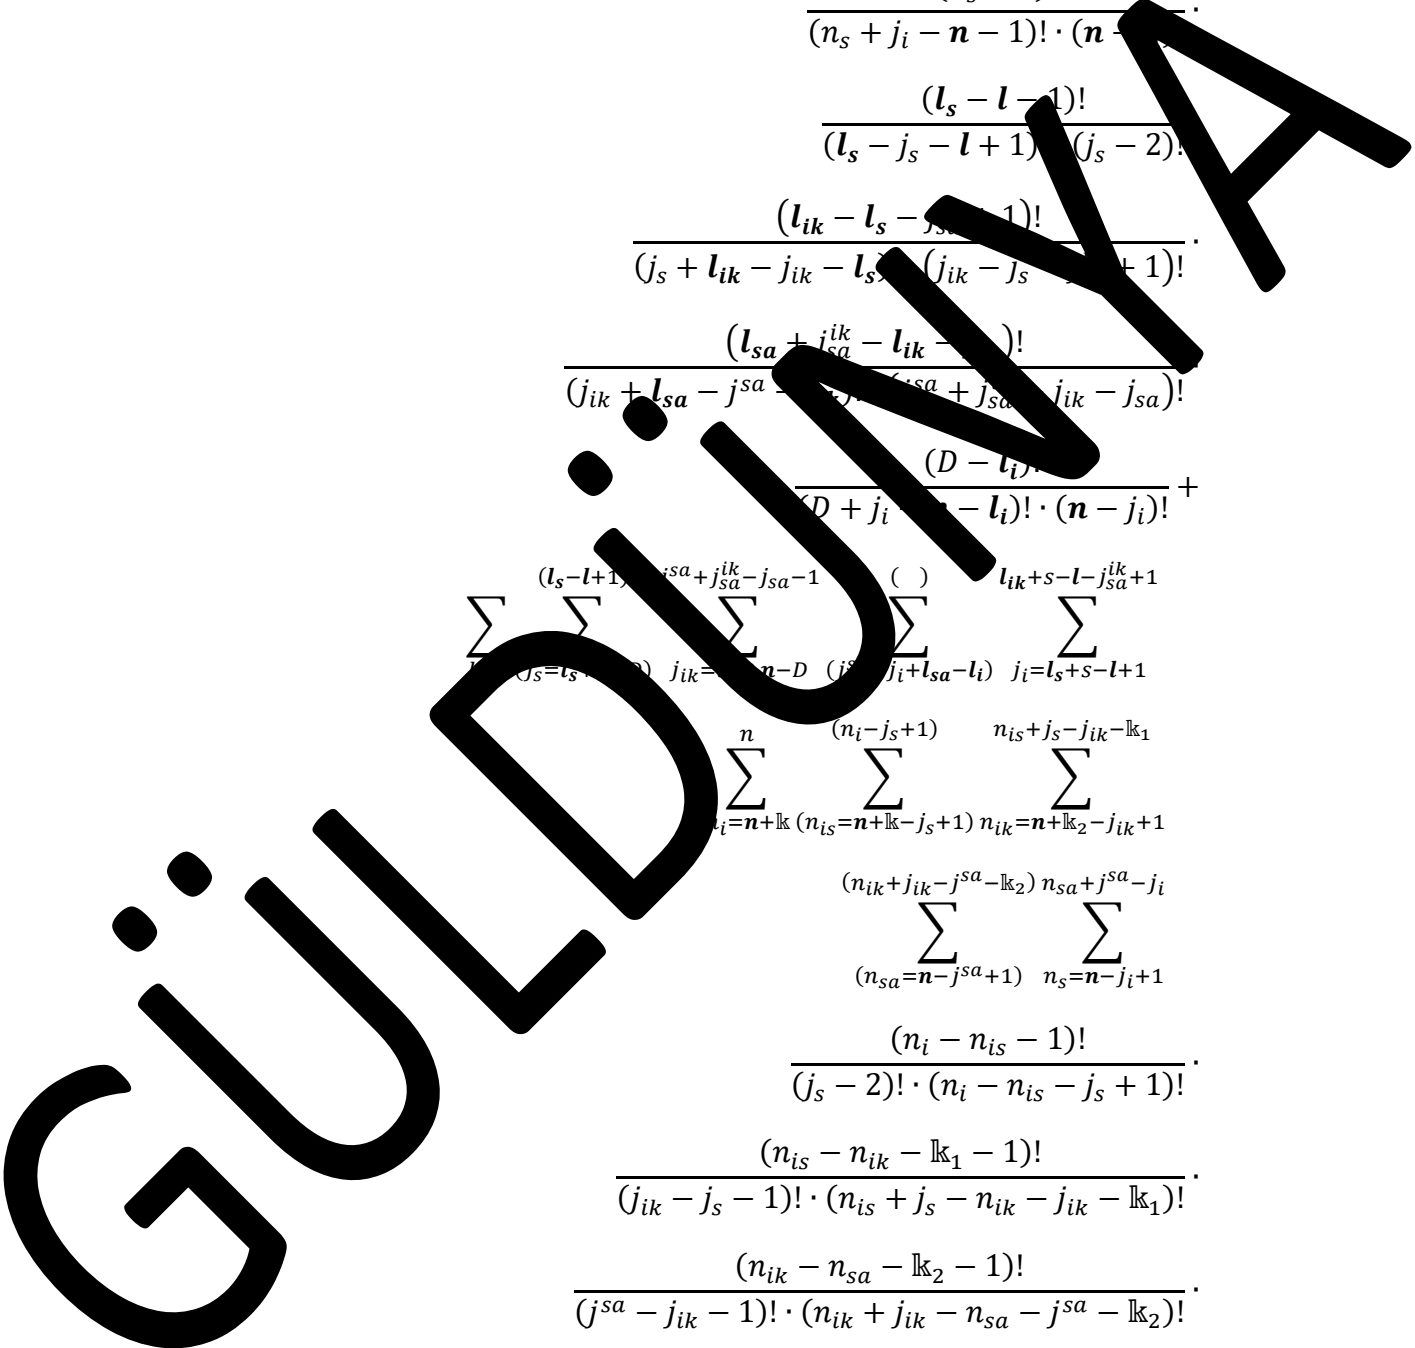 (n_s + j_i − n − 1)! · (n −
(l_s − l − 1)!
(l_s − j_s − l + 1) (j_s − 2)!
(l_ik − l_s − 1)!
(j_s + l_ik − j_ik − l_s) (j_ik − j_s + 1)! ·
(l_sa + j_sa^ik − l_ik − )!
(j_ik + l_sa − j^sa + j_sa j_ik − j_sa)!
(D − l_i)!
(D + j_i − l_i)! · (n − j_i)! +
(l_s−l+1) j^sa+j_sa^ik−j_sa−1 ( ) l_ik+s−l−j_sa^ik+1
∑ ∑ ∑ ∑ ∑
(j_s=l_s ) j_ik= n−D j_i+l_sa−l_i) j_i=l_s+s−l+1
n (n_i−j_s+1) n_is+j_s−j_ik−𝕜_1
∑ ∑ ∑
n_i=n+𝕜 (n_is=n+𝕜−j_s+1) n_ik=n+𝕜_2−j_ik+1
(n_ik+j_ik−j^sa−𝕜_2) n_sa+j^sa−j_i
∑ ∑
(n_sa=n−j^sa+1) n_s=n−j_i+1
(n_i − n_is − 1)!
(j_s − 2)! · (n_i − n_is − j_s + 1)! ·
(n_is − n_ik − 𝕜_1 − 1)!
(j_ik − j_s − 1)! · (n_is + j_s − n_ik − j_ik − 𝕜_1)! ·
(n_ik − n_sa − 𝕜_2 − 1)!
(j^sa − j_ik − 1)! · (n_ik + j_ik − n_sa − j^sa − 𝕜_2)! ·
GÜLDÜNYA